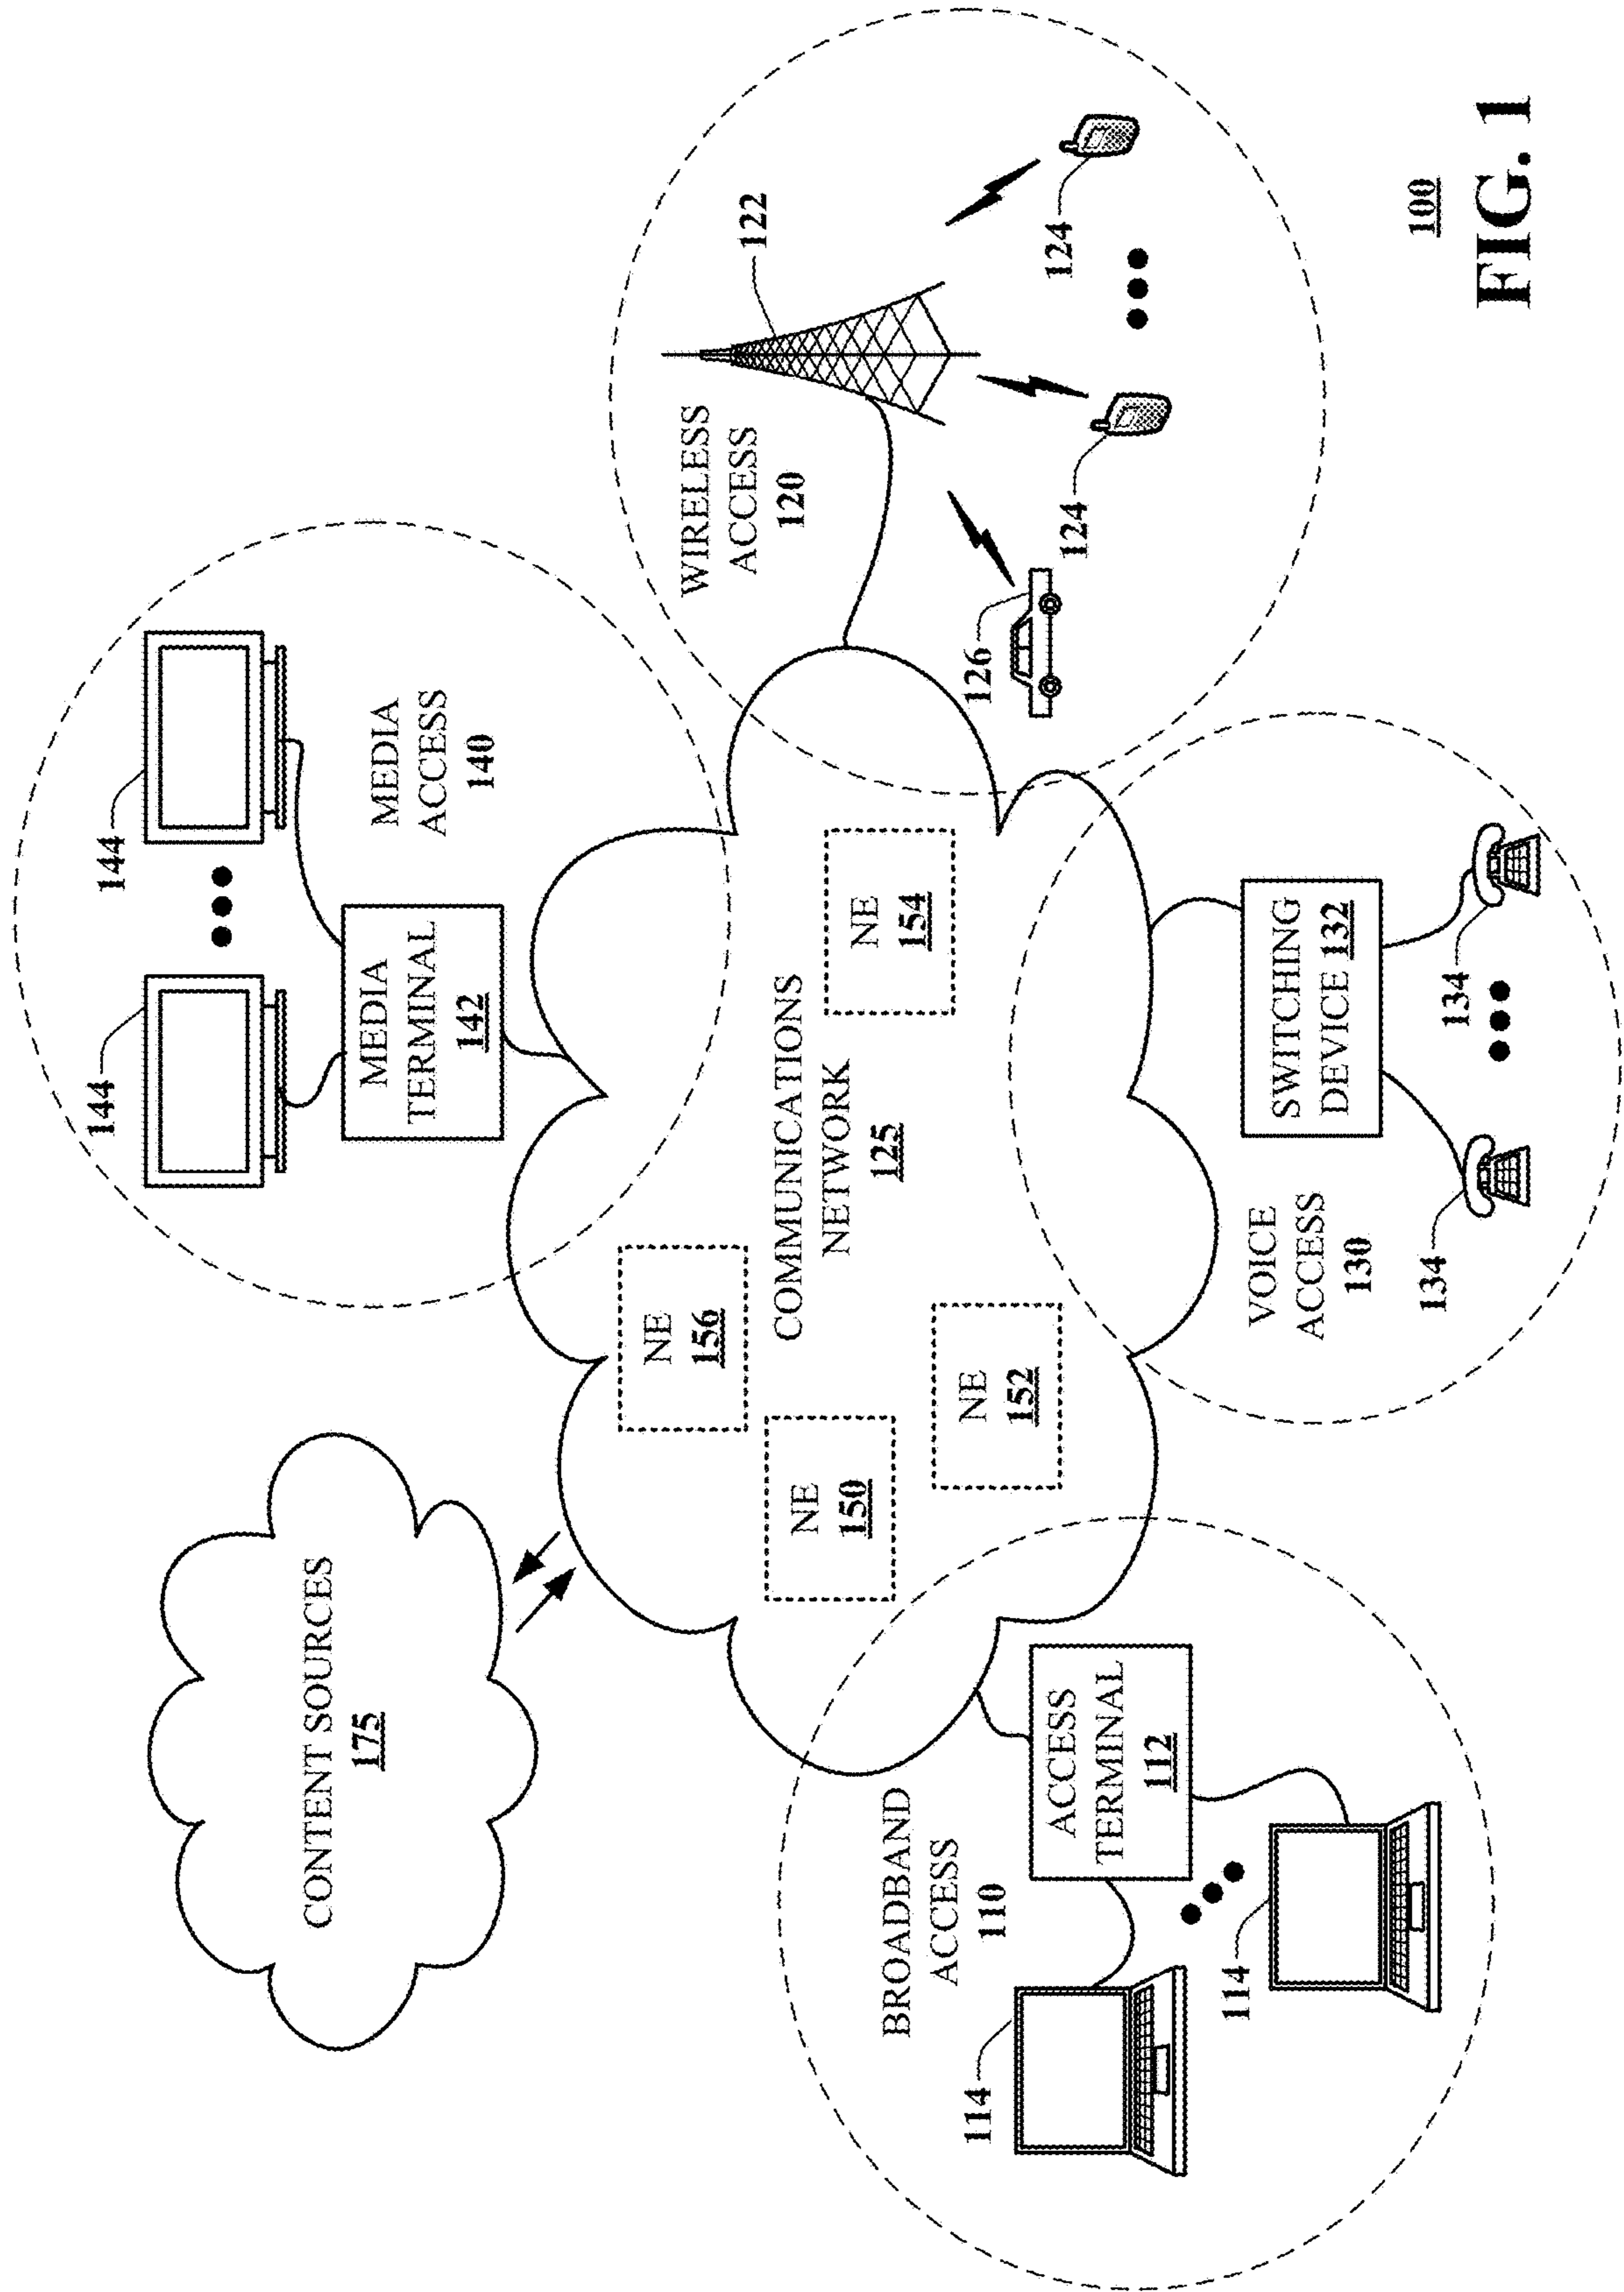 CONTENT SOURCES
175
144
144
MEDIA
TERMINAL
142
MEDIA
ACCESS
140
NE
156
NE
150
NE
152
COMMUNICATIONS
NETWORK
125
NE
154
WIRELESS
ACCESS
120
122
126
124
124
BROADBAND
ACCESS
110
ACCESS
TERMINAL
112
114
114
VOICE
ACCESS
130
SWITCHING
DEVICE 132
134
134
100
FIG. 1